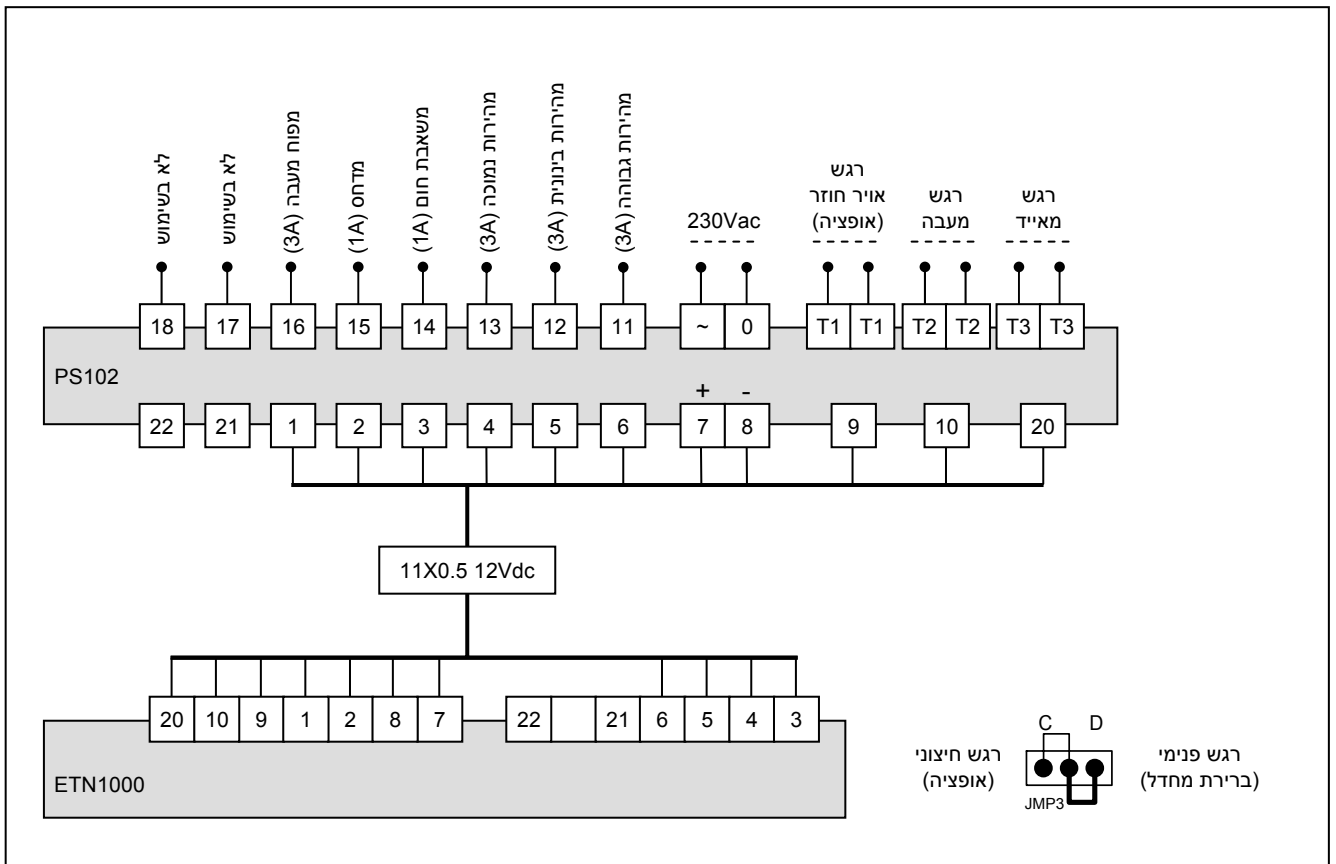 לא בשימוש
לא בשימוש
מפוח מעבה (3A)
מדחס (1A)
משאבת חום (1A)
מהירות נמוכה (3A)
מהירות בינונית (3A)
מהירות גבוהה (3A)
230Vac
רגש
אויר חוזר
(אופציה)
רגש
מעבה
רגש
מאייד
18 17 16 15 14 13 12 11 ~ 0 T1 T1 T2 T2 T3 T3
PS102
+ -
22 21 1 2 3 4 5 6 7 8 9 10 20
11X0.5 12Vdc
20 10 9 1 2 8 7 22 21 6 5 4 3
ETN1000
C D
רגש חיצוני
(אופציה)
JMP3
רגש פנימי
(ברירת מחדל)